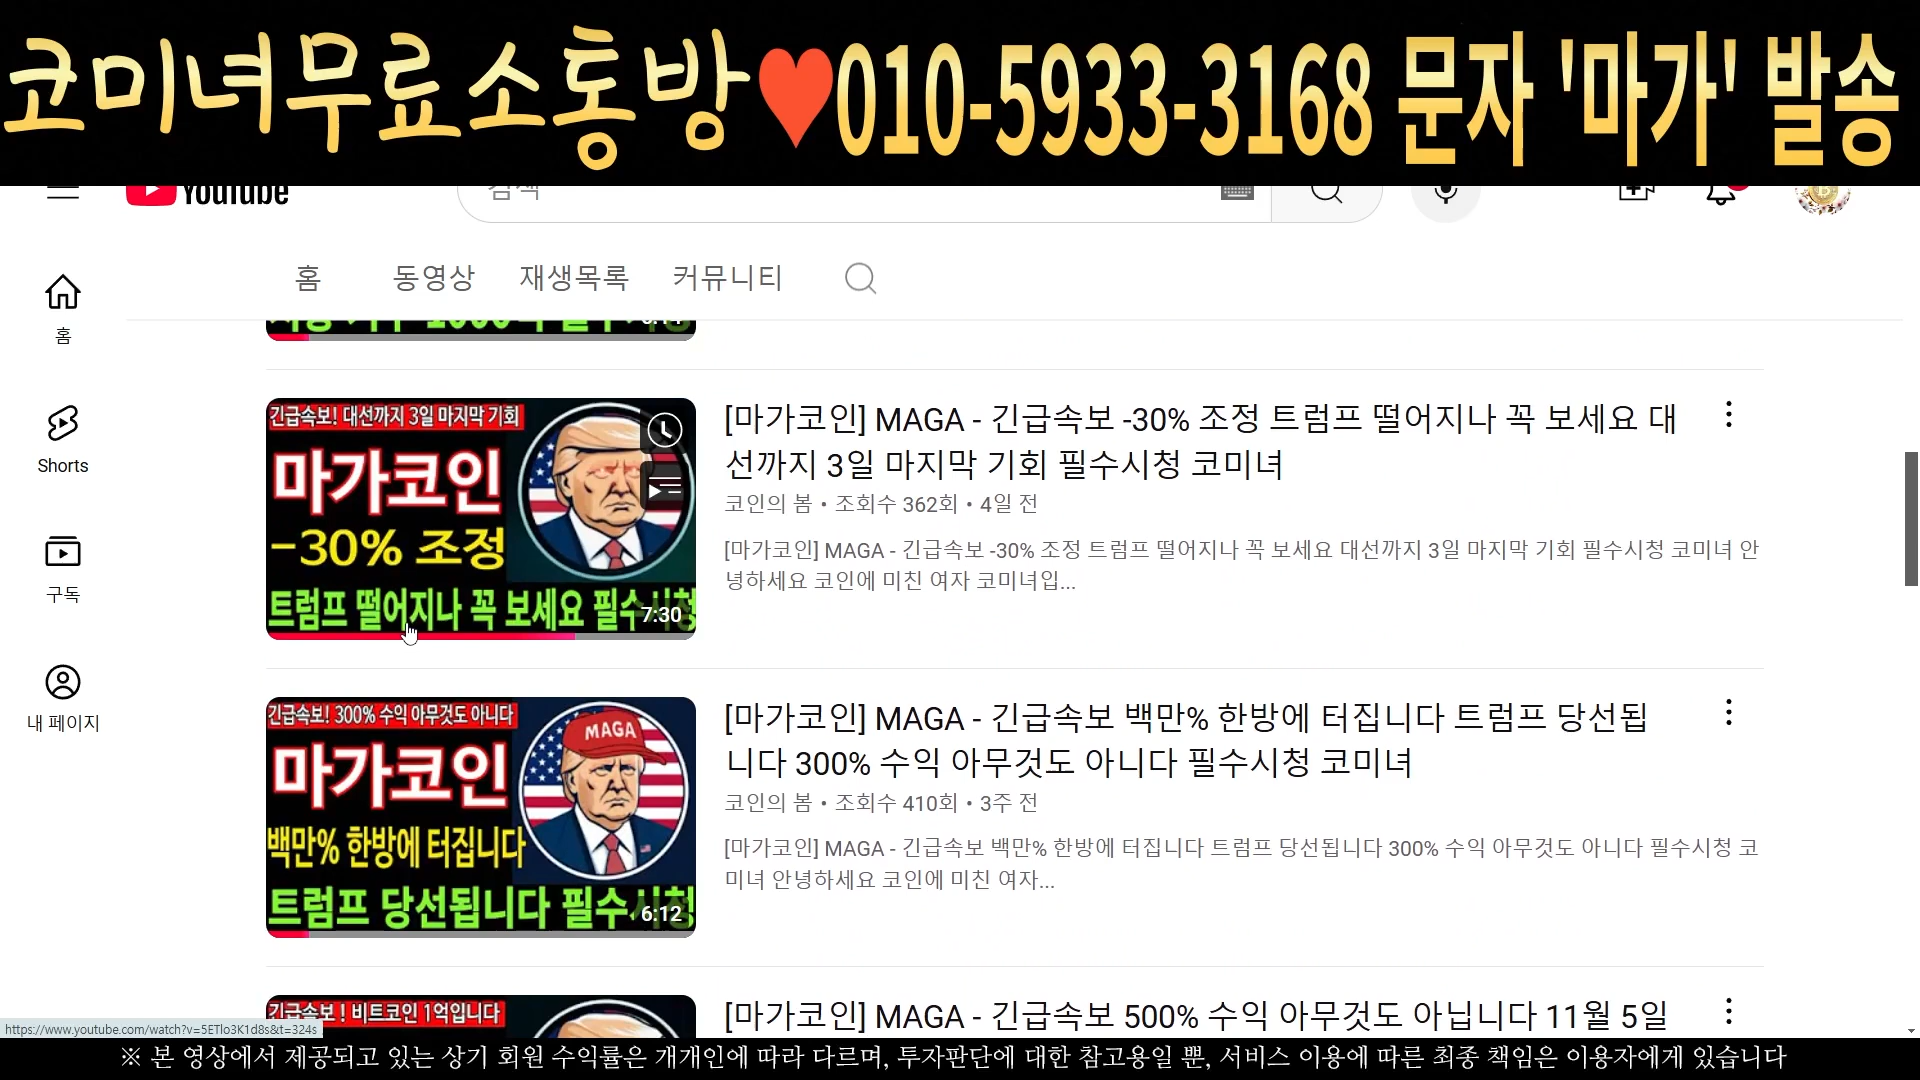 코미녀무료소통방♥010-5933-3168 문자 '마가' 발송
YouTube
검색
홈 동영상 재생목록 커뮤니티
홈
Shorts
구독
내 페이지
긴급속보! 대선까지 3일 마지막 기회
마가코인
-30% 조정
트럼프 떨어지나 꼭 보세요 필수시청
7:30
[마가코인] MAGA - 긴급속보 -30% 조정 트럼프 떨어지나 꼭 보세요 대
선까지 3일 마지막 기회 필수시청 코미녀
코인의 봄 • 조회수 362회 • 4일 전
[마가코인] MAGA - 긴급속보 -30% 조정 트럼프 떨어지나 꼭 보세요 대선까지 3일 마지막 기회 필수시청 코미녀 안
녕하세요 코인에 미친 여자 코미녀입...
긴급속보! 300% 수익 아무것도 아니다
MAGA
마가코인
백만% 한방에 터집니다
트럼프 당선됩니다 필수시청
6:12
[마가코인] MAGA - 긴급속보 백만% 한방에 터집니다 트럼프 당선됩
니다 300% 수익 아무것도 아니다 필수시청 코미녀
코인의 봄 • 조회수 410회 • 3주 전
[마가코인] MAGA - 긴급속보 백만% 한방에 터집니다 트럼프 당선됩니다 300% 수익 아무것도 아니다 필수시청 코
미녀 안녕하세요 코인에 미친 여자...
긴급속보 ! 비트코인 1억입니다
[마가코인] MAGA - 긴급속보 500% 수익 아무것도 아닙니다 11월 5일
https://www.youtube.com/watch?v=5ETlo3K1d8s&t=324s
※ 본 영상에서 제공되고 있는 상기 회원 수익률은 개개인에 따라 다르며, 투자판단에 대한 참고용일 뿐, 서비스 이용에 따른 최종 책임은 이용자에게 있습니다